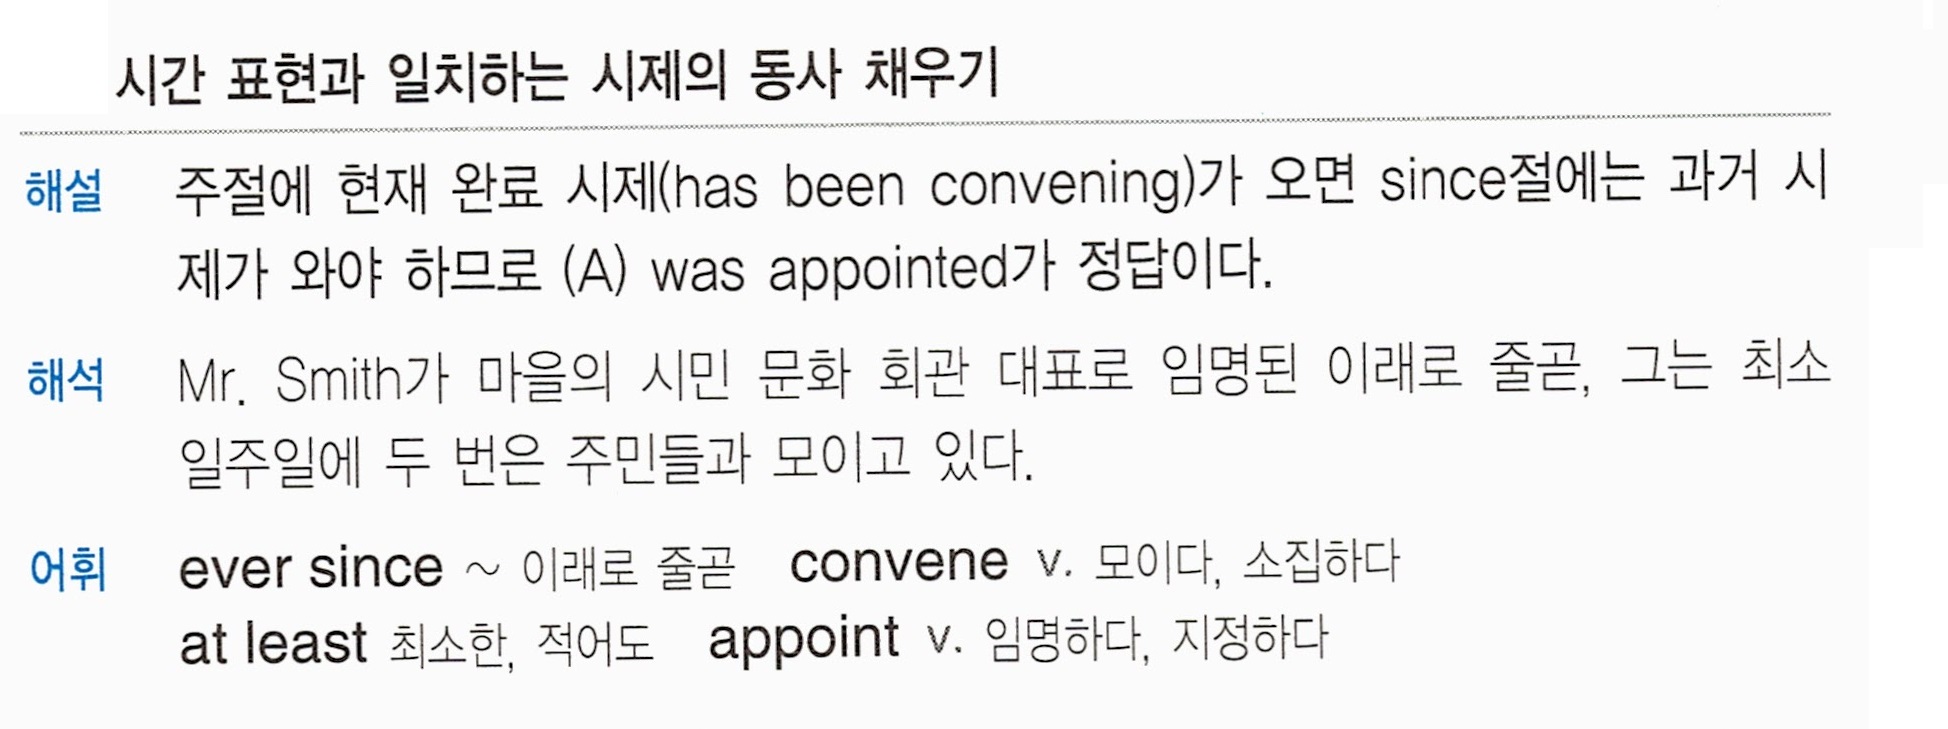 시간 표현과 일치하는 시제의 동사 채우기
해설 주절에 현재 완료 시제(has been convening)가 오면 since절에는 과거 시
제가 와야 하므로 (A) was appointed가 정답이다.
해석 Mr. Smith가 마을의 시민 문화 회관 대표로 임명된 이래로 줄곧, 그는 최소
일주일에 두 번은 주민들과 모이고 있다.
어휘 ever since ~ 이래로 줄곧 convene v. 모이다, 소집하다
at least 최소한, 적어도 appoint v. 임명하다, 지정하다